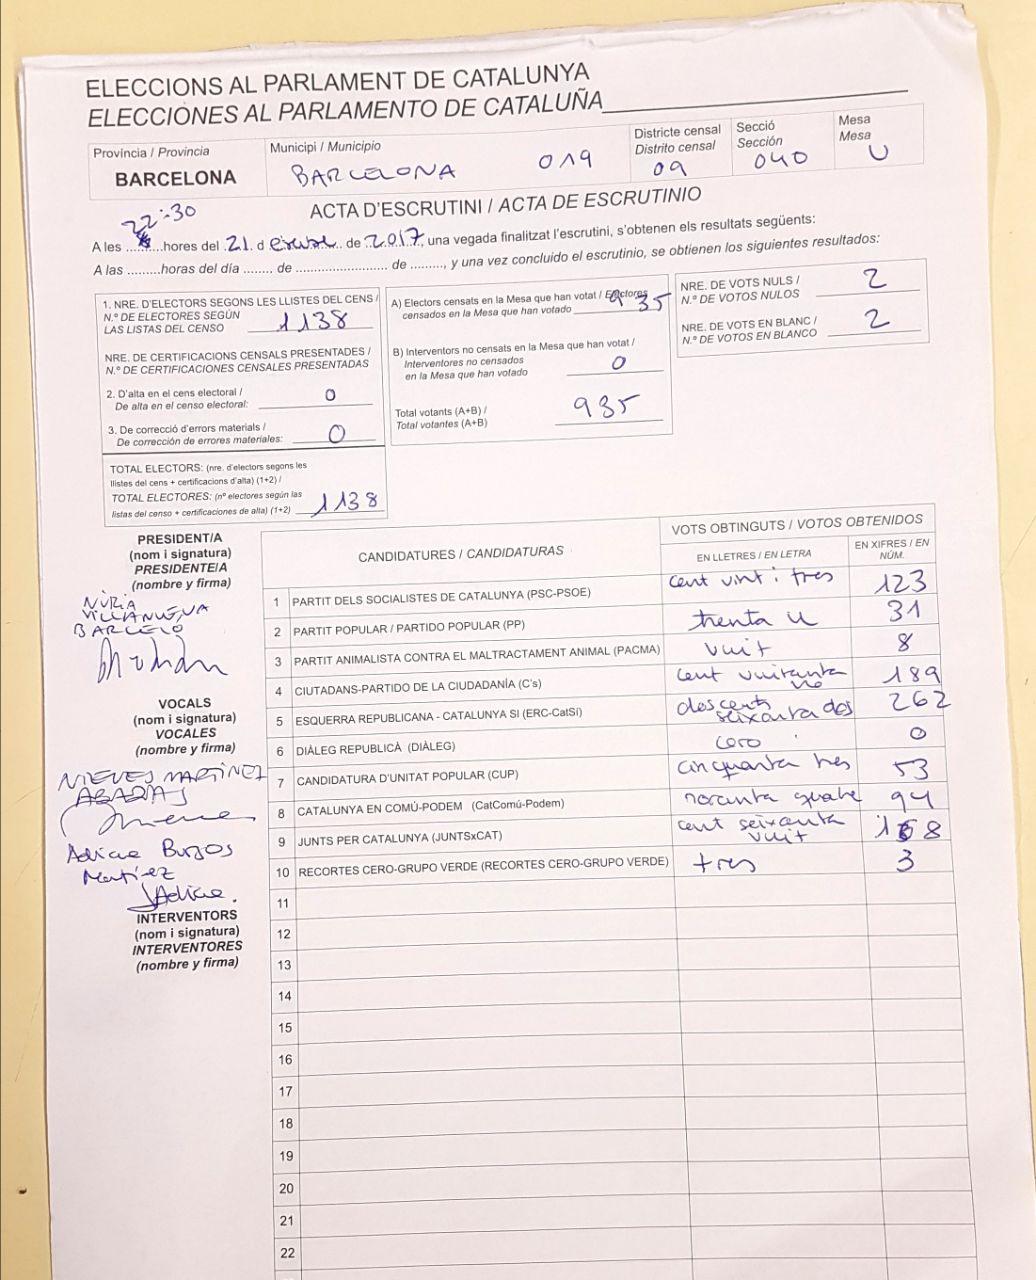 ELECCIONS AL PARLAMENT DE CATALUNYA
ELECCIONES AL PARLAMENTO DE CATALUÑA
Província / Provincia
BARCELONA
Municipi / Municipio
BARCELONA 019
Districte censal
Distrito censal
09
Secció
Sección
040
Mesa
Mesa
U
ACTA D'ESCRUTINI / ACTA DE ESCRUTINIO
22:30
A les ..........hores del .21. d ............ de 2.017, una vegada finalitzat l'escrutini, s'obtenen els resultats següents:
A las .........horas del día ....... de ........................ de ........., y una vez concluido el escrutinio, se obtienen los siguientes resultados:
1. NRE. D'ELECTORS SEGONS LES LLISTES DEL CENS /
N.º DE ELECTORES SEGÚN
LAS LISTAS DEL CENSO 1138
NRE. DE CERTIFICACIONS CENSALS PRESENTADES /
N.º DE CERTIFICACIONES CENSALES PRESENTADAS
2. D'alta en el cens electoral /
De alta en el censo electoral: 0
3. De correcció d'errors materials /
De corrección de errores materiales: 0
TOTAL ELECTORS: (nre. d'electors segons les
llistes del cens + certificacions d'alta) (1+2) /
TOTAL ELECTORES: (nº electores según las
listas del censo + certificaciones de alta) (1+2) 1138
A) Electors censats en la Mesa que han votat / Electores
censados en la Mesa que han votado 935
B) Interventors no censats en la Mesa que han votat /
Interventores no censados
en la Mesa que han votado 0
Total votants (A+B) /
Total votantes (A+B) 935
NRE. DE VOTS NULS /
N.º DE VOTOS NULOS 2
NRE. DE VOTS EN BLANC /
N.º DE VOTOS EN BLANCO 2
PRESIDENT/A
(nom i signatura)
PRESIDENTE/A
(nombre y firma)
NÚRIA
VILLANUEVA
BARCELO
VOCALS
(nom i signatura)
VOCALES
(nombre y firma)
NIEVES MARTÍNEZ
Burgos
INTERVENTORS
(nom i signatura)
INTERVENTORES
(nombre y firma)
CANDIDATURES / CANDIDATURAS
VOTS OBTINGUTS / VOTOS OBTENIDOS
EN LLETRES / EN LETRA
EN XIFRES / EN
NÚM.
1 PARTIT DELS SOCIALISTES DE CATALUNYA (PSC-PSOE) cent vint i tres 123
2 PARTIT POPULAR / PARTIDO POPULAR (PP) trenta u 31
3 PARTIT ANIMALISTA CONTRA EL MALTRACTAMENT ANIMAL (PACMA) vuit 8
4 CIUTADANS-PARTIDO DE LA CIUDADANÍA (C's) cent vuitanta no 189
5 ESQUERRA REPUBLICANA - CATALUNYA SI (ERC-CatSí) dos cents seixanta dos 262
6 DIÀLEG REPUBLICÀ (DIÀLEG) cero 0
7 CANDIDATURA D'UNITAT POPULAR (CUP) cinquanta tres 53
8 CATALUNYA EN COMÚ-PODEM (CatComú-Podem) noranta quatre 94
9 JUNTS PER CATALUNYA (JUNTSxCAT) cent seixanta vuit 168
10 RECORTES CERO-GRUPO VERDE (RECORTES CERO-GRUPO VERDE) tres 3
11
12
13
14
15
16
17
18
19
20
21
22